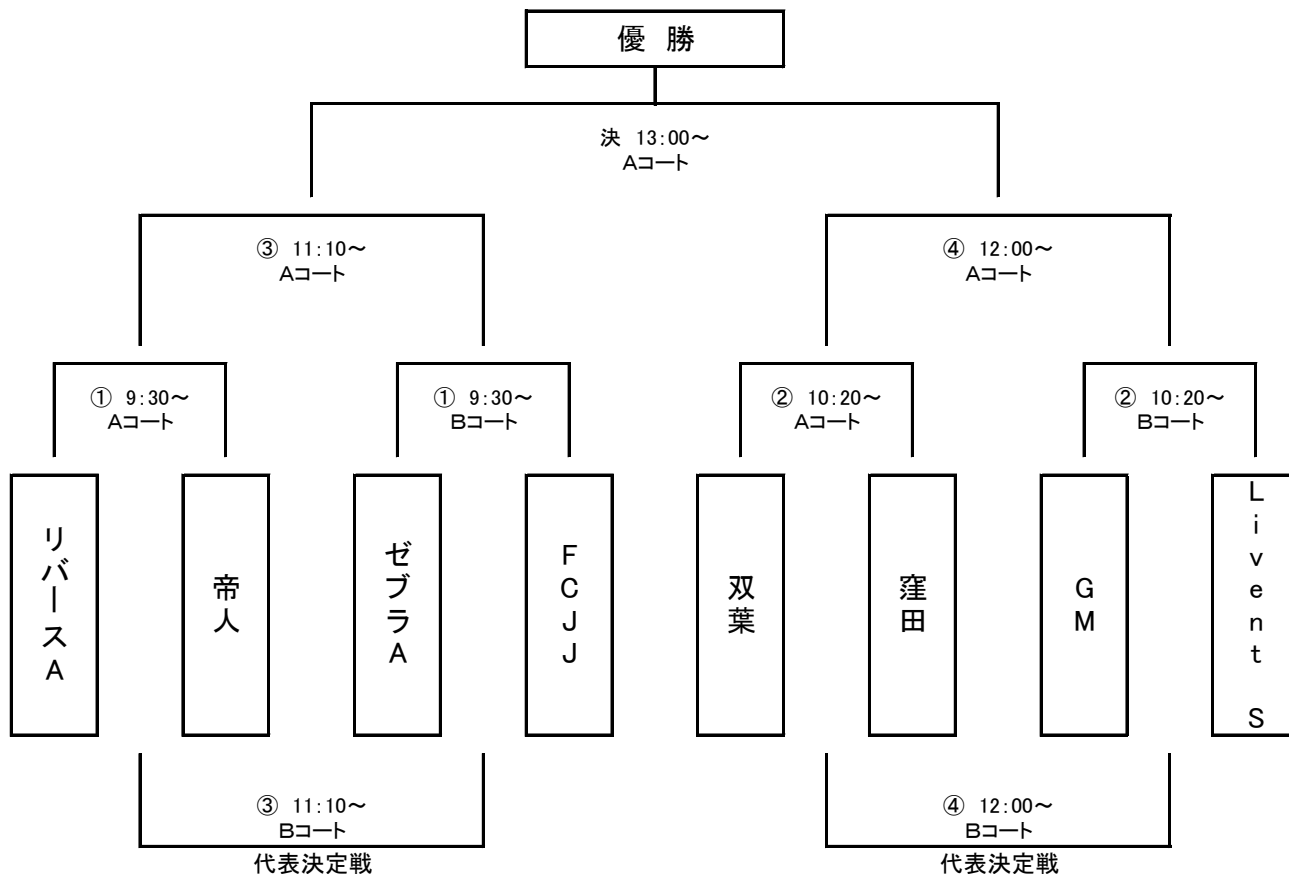 優 勝
決 13:00～
Aコート
③ 11:10～
Aコート
④ 12:00～
Aコート
① 9:30～
Aコート
① 9:30～
Bコート
② 10:20～
Aコート
② 10:20～
Bコート
リバースA
帝人
ゼブラA
FCJJ
双葉
窪田
GM
Livent S
③ 11:10～
Bコート
代表決定戦
④ 12:00～
Bコート
代表決定戦